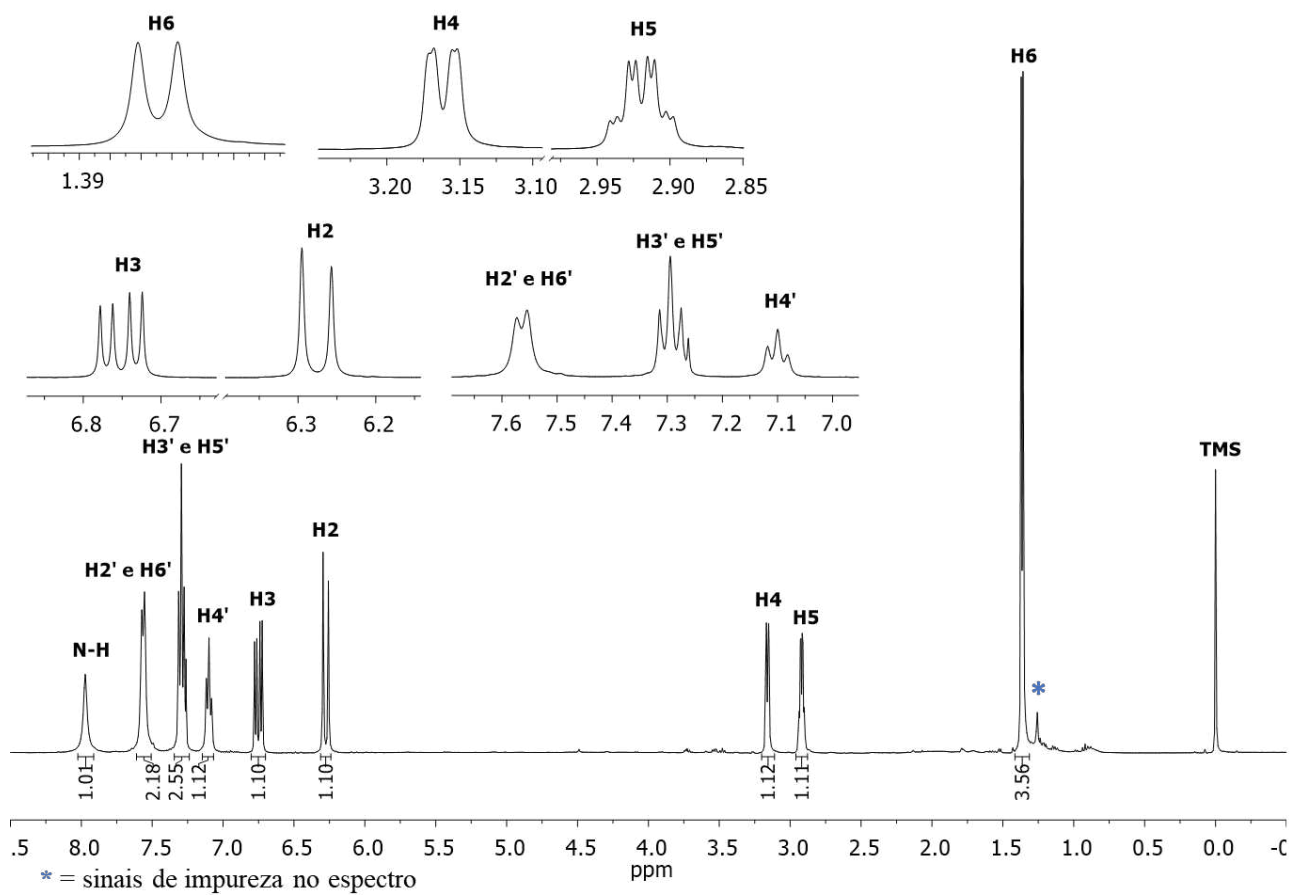 H6
H4
H5
1.39
3.20 3.15 3.10 2.95 2.90 2.85
H3
H2
H2' e H6'
H3' e H5'
H4'
6.8 6.7 6.3 6.2
7.6 7.5 7.4 7.3 7.2 7.1 7.0
H6
TMS
H3' e H5'
H2
H2' e H6'
H4'
H3
N-H
H4
H5
*
1.01
2.18
2.55
1.12
1.10
1.10
1.12
1.11
3.56
.5 8.0 7.5 7.0 6.5 6.0 5.5 5.0 4.5 4.0 3.5 3.0 2.5 2.0 1.5 1.0 0.5 0.0 -0
ppm
* = sinais de impureza no espectro